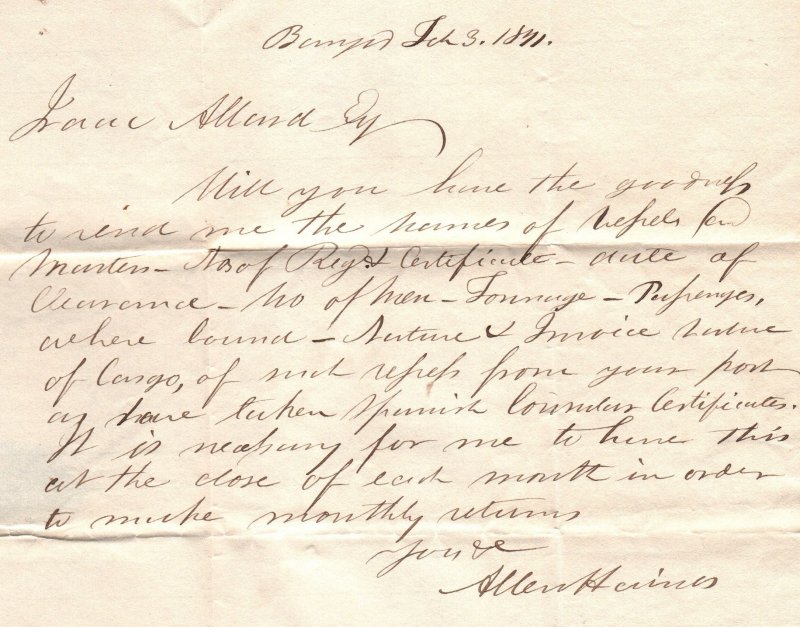 Bangor Feb 3. 1841.
Isaac Allard Esq
Will you have the goodness
to send me the names of vessels and
Masters - Nos of Regr & Certificate - date of
Clearance - No of Men - Tonnage - Passengers,
where bound - Nature & Invoice value
of Cargo, of such vessels from your port
as have taken Spanish Consular Certificates.
It is necessary for me to have this
at the close of each month in order
to make monthly returns
Yours &c
Allen Haines